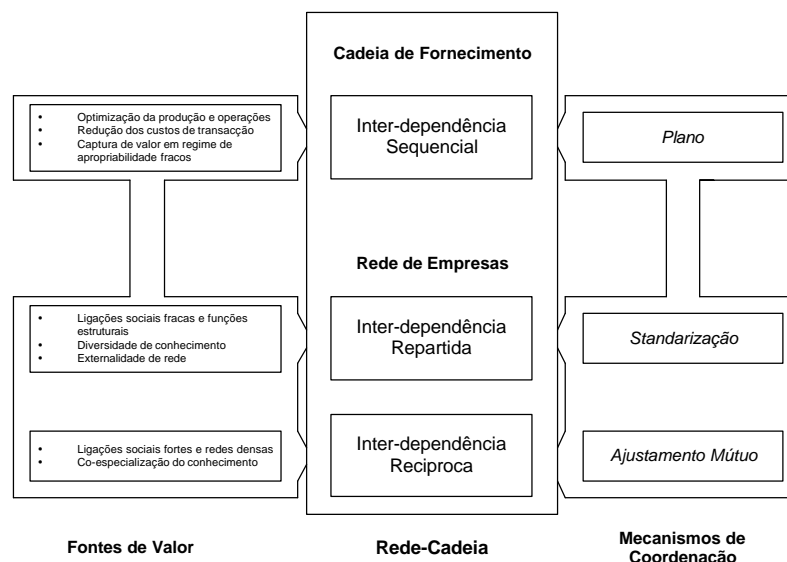 Cadeia de Fornecimento
• Optimização da produção e operações
• Redução dos custos de transacção
• Captura de valor em regime de
apropriabilidade fracos
Inter-dependência
Sequencial
Plano
Rede de Empresas
• Ligações sociais fracas e funções
estruturais
• Diversidade de conhecimento
• Externalidade de rede
Inter-dependência
Repartida
Standarização
• Ligações sociais fortes e redes densas
• Co-especialização do conhecimento
Inter-dependência
Reciproca
Ajustamento Mútuo
Fontes de Valor
Rede-Cadeia
Mecanismos de
Coordenação